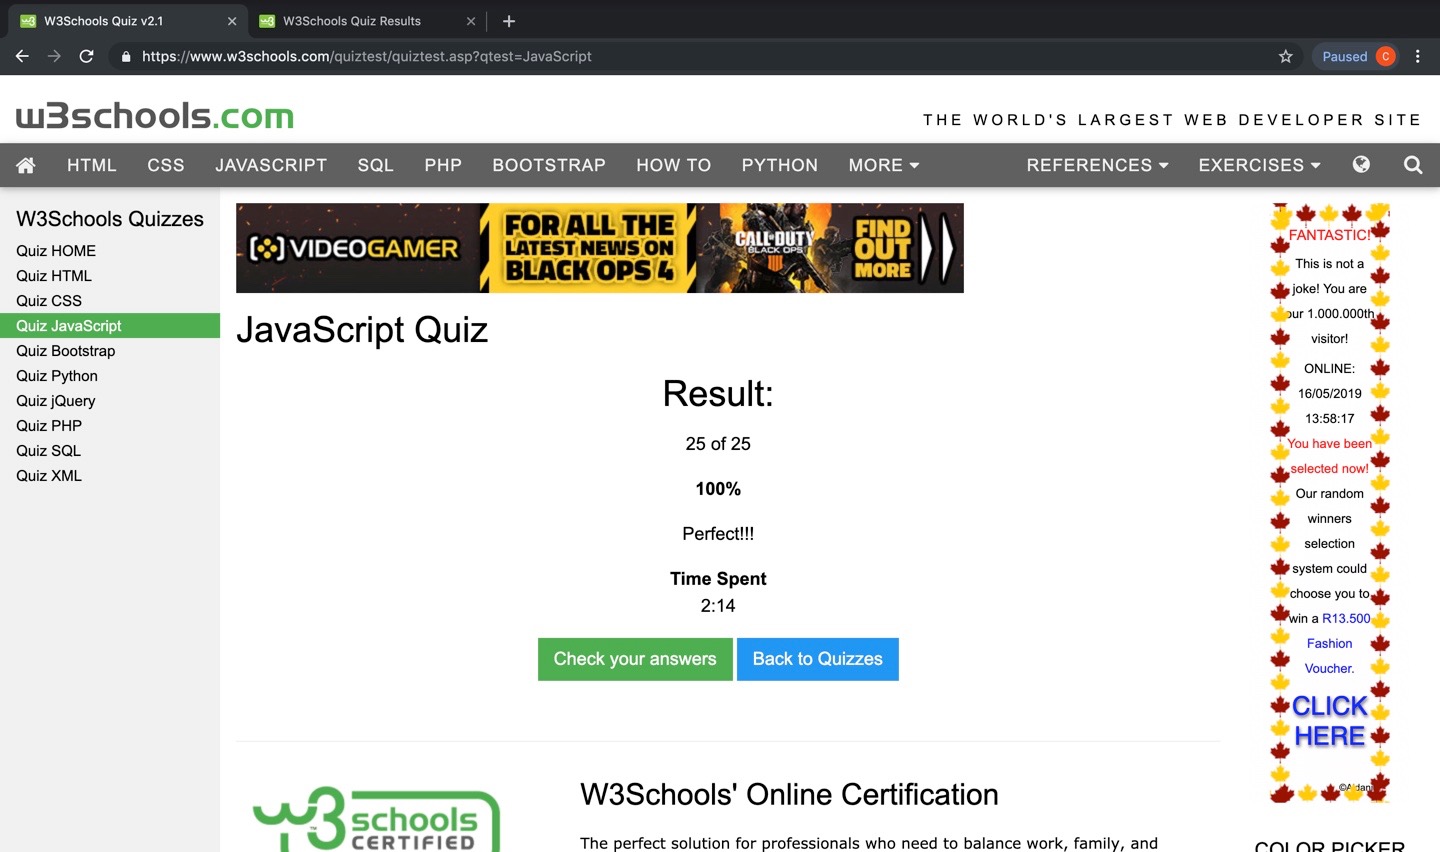 W3Schools Quiz v2.1
W3Schools Quiz Results
https://www.w3schools.com/quiztest/quiztest.asp?qtest=JavaScript
Paused
C
w3schools.com
THE WORLD'S LARGEST WEB DEVELOPER SITE
HTML CSS JAVASCRIPT SQL PHP BOOTSTRAP HOW TO PYTHON MORE REFERENCES EXERCISES
W3Schools Quizzes
Quiz HOME
Quiz HTML
Quiz CSS
Quiz JavaScript
Quiz Bootstrap
Quiz Python
Quiz jQuery
Quiz PHP
Quiz SQL
Quiz XML
VIDEOGAMER
FOR ALL THE
LATEST NEWS ON
BLACK OPS 4
CALL OF DUTY
BLACK OPS
IIII
FIND
OUT
MORE
JavaScript Quiz
Result:
25 of 25
100%
Perfect!!!
Time Spent
2:14
Check your answers
Back to Quizzes
w3schools
CERTIFIED
W3Schools' Online Certification
The perfect solution for professionals who need to balance work, family, and
FANTASTIC!
This is not a
joke! You are
our 1.000.000th
visitor!
ONLINE:
16/05/2019
13:58:17
You have been
selected now!
Our random
winners
selection
system could
choose you to
win a R13.500
Fashion
Voucher.
CLICK
HERE
COLOR PICKER